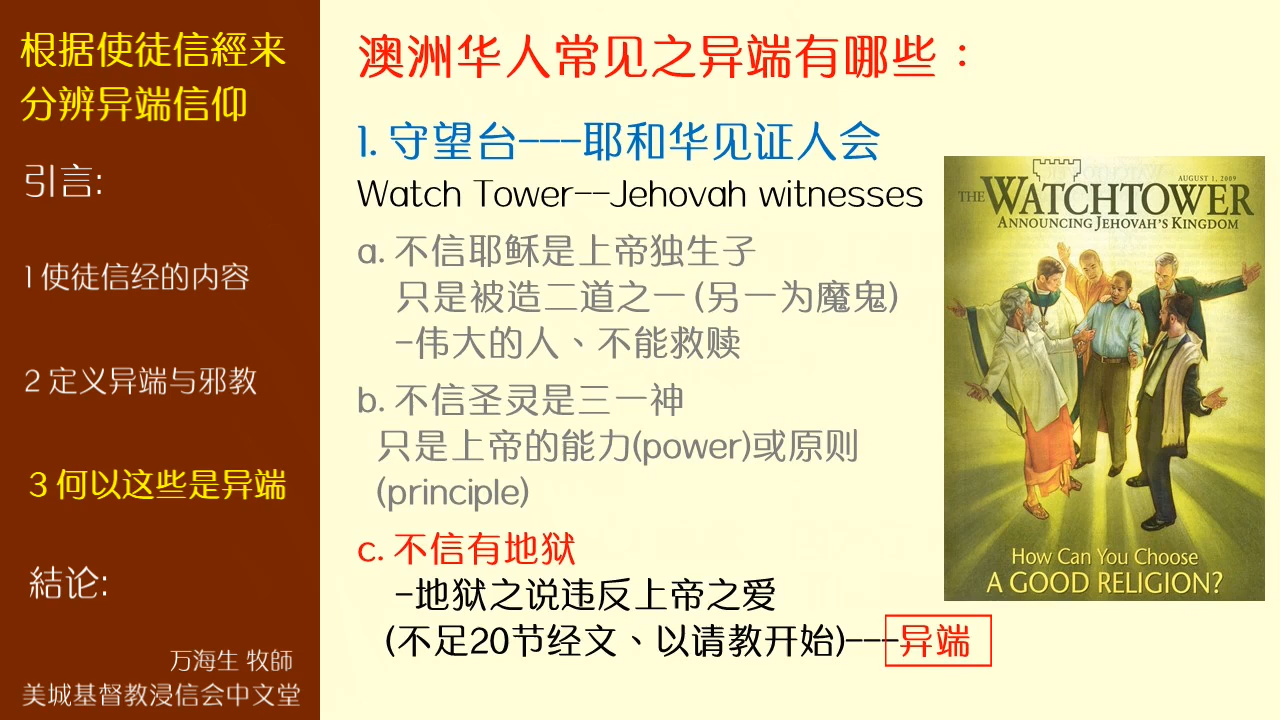 根据使徒信經来
分辨异端信仰
引言:
1 使徒信经的内容
2 定义异端与邪教
3 何以这些是异端
結论:
万海生 牧師
美城基督教浸信会中文堂
澳洲华人常见之异端有哪些：
1. 守望台---耶和华见证人会
Watch Tower--Jehovah witnesses
a. 不信耶稣是上帝独生子
只是被造二道之一 (另一为魔鬼)
-伟大的人、不能救赎
b. 不信圣灵是三一神
只是上帝的能力(power)或原则
(principle)
c. 不信有地狱
-地狱之说违反上帝之爱
(不足20节经文、以请教开始)---异端
AUGUST 1, 2009
THE WATCHTOWER
ANNOUNCING JEHOVAH'S KINGDOM
How Can You Choose
A GOOD RELIGION?